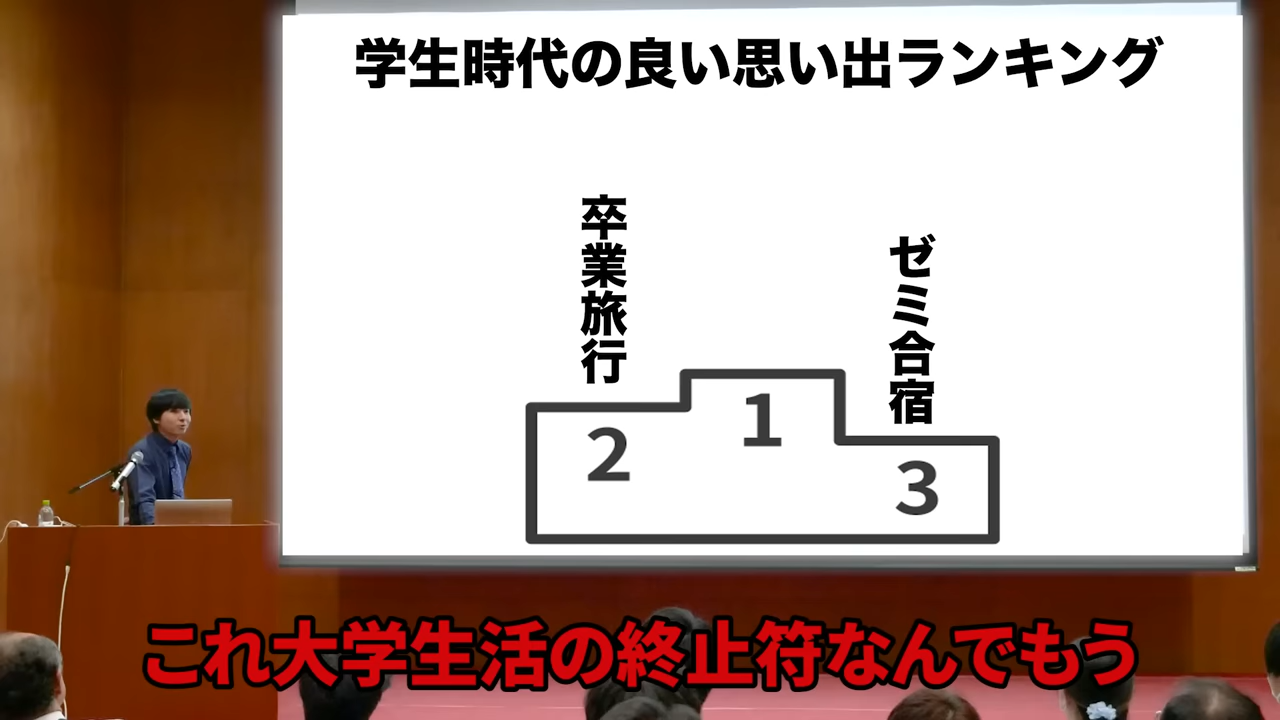 学生時代の良い思い出ランキング
卒業旅行
ゼミ合宿
1
2
3
これ大学生活の終止符なんでもう